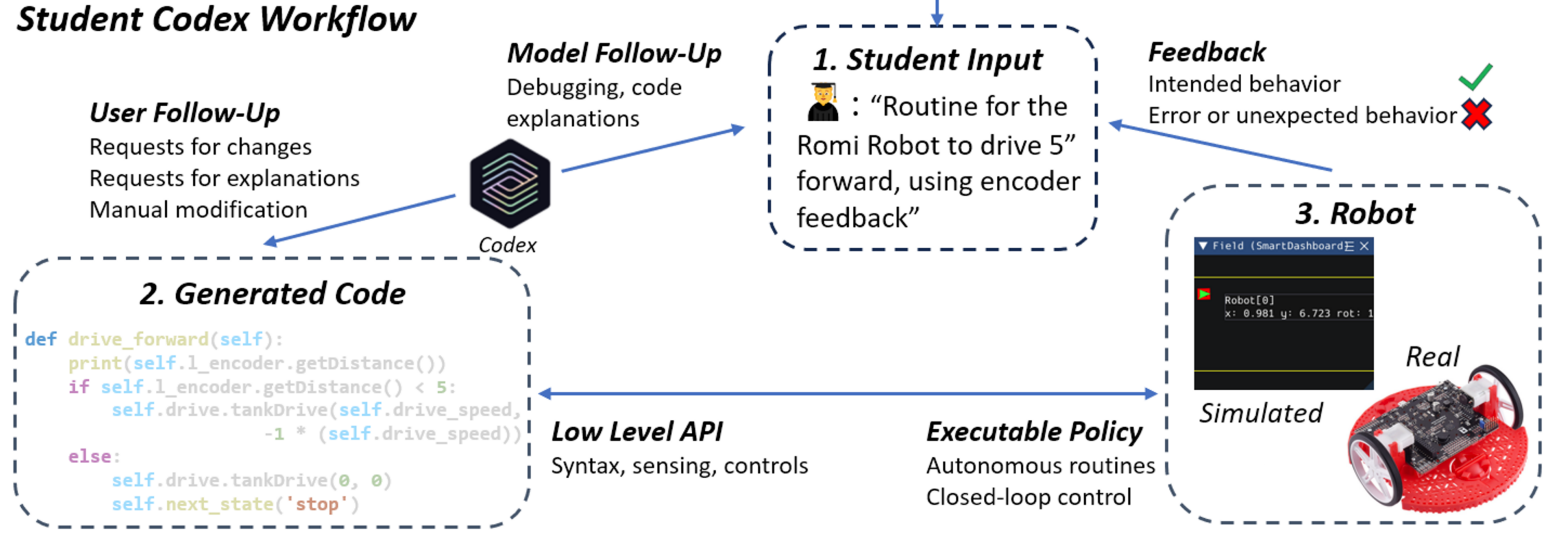 Student Codex Workflow
User Follow-Up
Requests for changes
Requests for explanations
Manual modification
Model Follow-Up
Debugging, code
explanations
Codex
1. Student Input
: “Routine for the
Romi Robot to drive 5”
forward, using encoder
feedback”
Feedback
Intended behavior
Error or unexpected behavior
2. Generated Code
def drive_forward(self):
print(self.l_encoder.getDistance())
if self.l_encoder.getDistance() < 5:
self.drive.tankDrive(self.drive_speed,
-1 * (self.drive_speed))
else:
self.drive.tankDrive(0, 0)
self.next_state('stop')
Low Level API
Syntax, sensing, controls
Executable Policy
Autonomous routines
Closed-loop control
3. Robot
Field (SmartDashboard)
Robot[0]
x: 0.981 y: 6.723 rot: 1
Simulated
Real